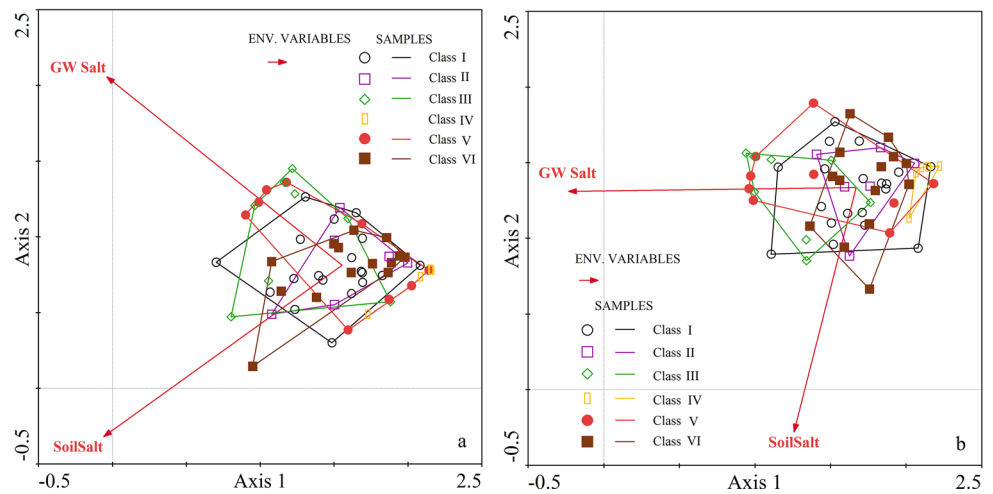 2.5
ENV. VARIABLES SAMPLES
Class I
Class II
Class III
Class IV
Class V
Class VI
GW Salt
SoilSalt
Axis 2
-0.5
a
-0.5 Axis 1 2.5
2.5
GW Salt
ENV. VARIABLES
SAMPLES
Class I
Class II
Class III
Class IV
Class V
Class VI
SoilSalt
Axis 2
-0.5
b
-0.5 Axis 1 2.5